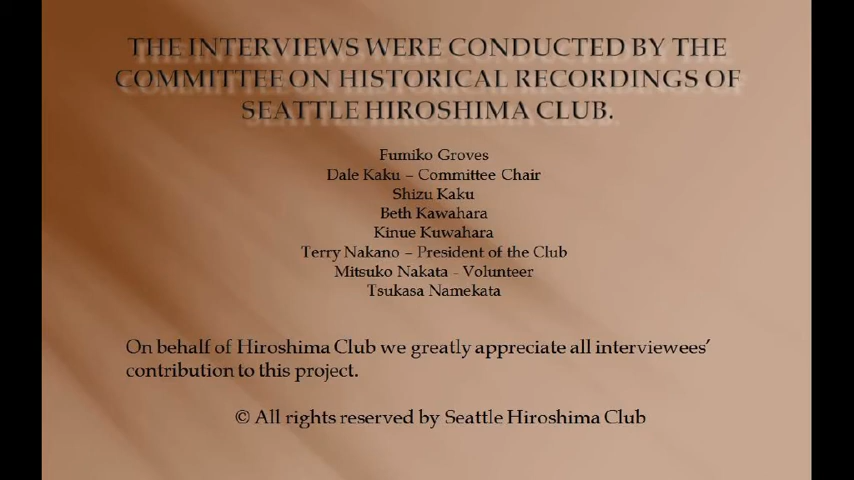 THE INTERVIEWS WERE CONDUCTED BY THE
COMMITTEE ON HISTORICAL RECORDINGS OF
SEATTLE HIROSHIMA CLUB.
Fumiko Groves
Dale Kaku – Committee Chair
Shizu Kaku
Beth Kawahara
Kinue Kuwahara
Terry Nakano – President of the Club
Mitsuko Nakata - Volunteer
Tsukasa Namekata
On behalf of Hiroshima Club we greatly appreciate all interviewees’
contribution to this project.
© All rights reserved by Seattle Hiroshima Club